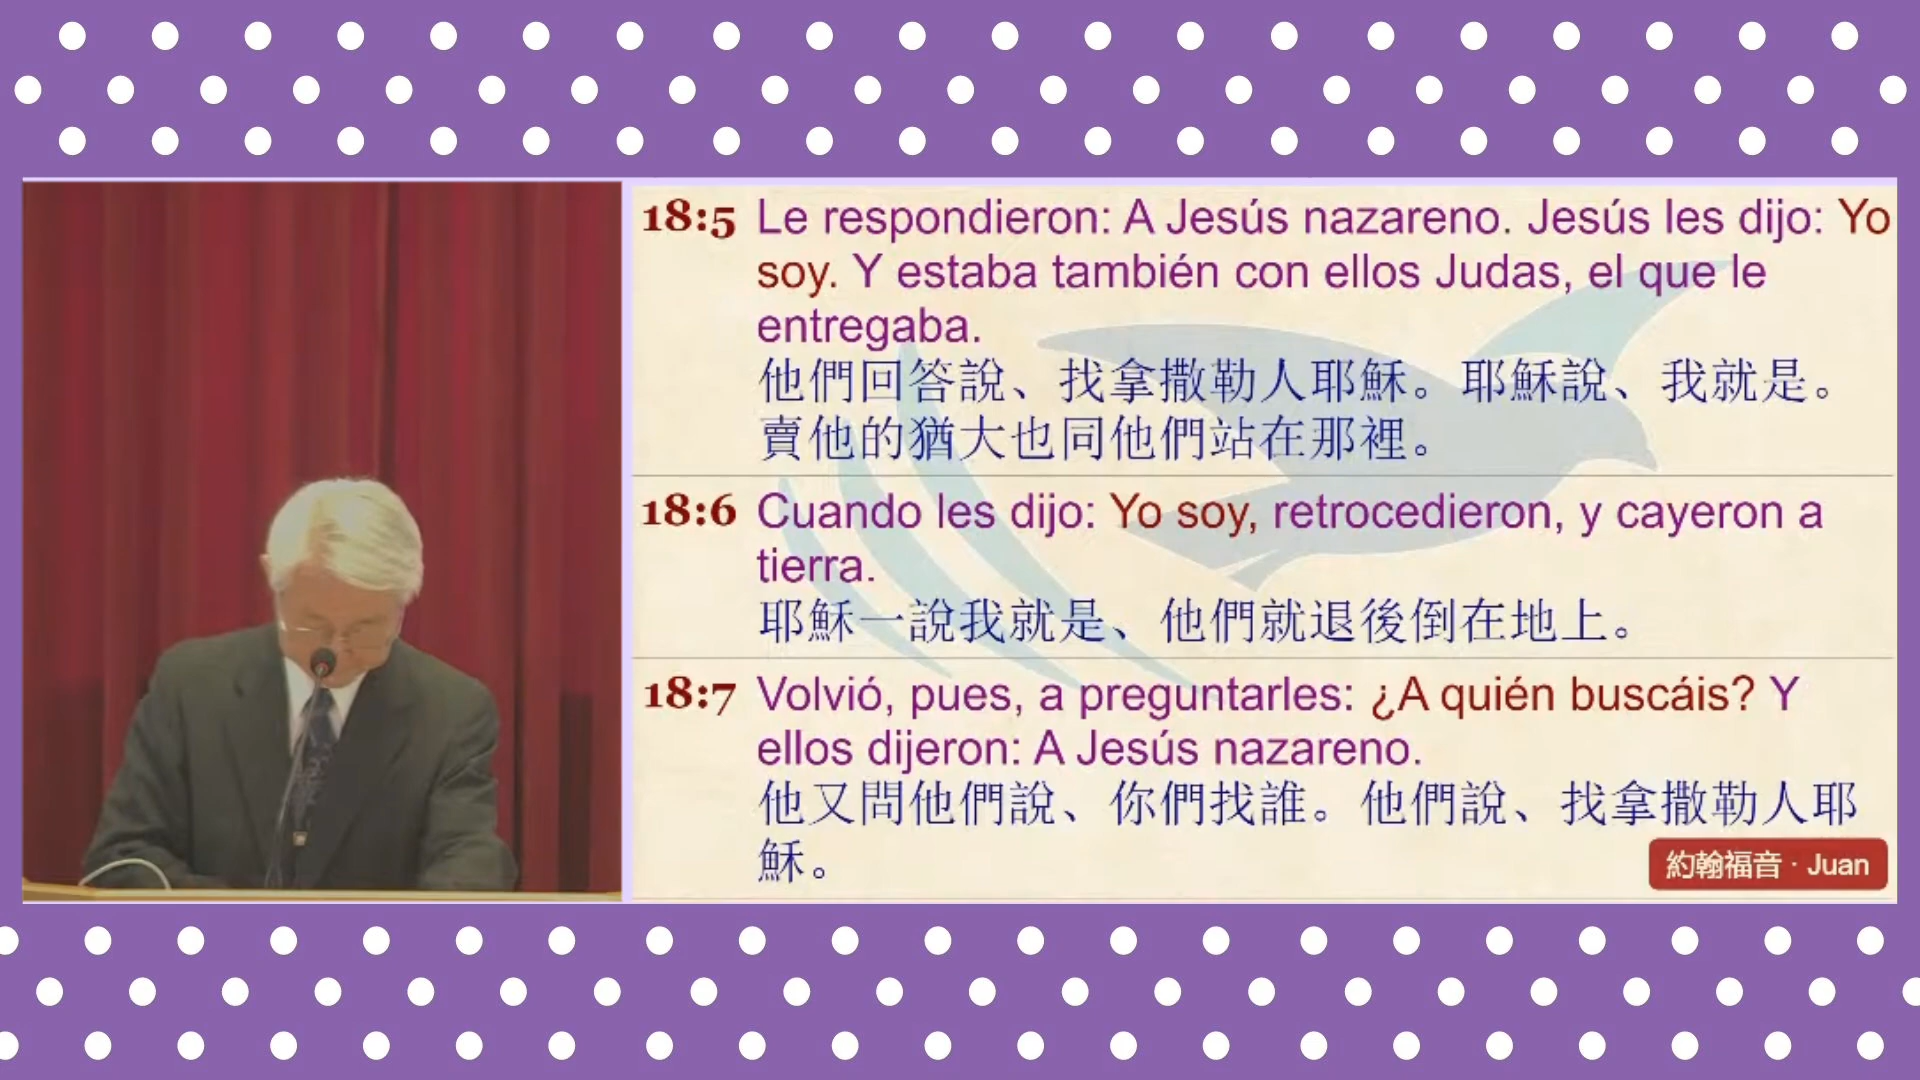 18:5 Le respondieron: A Jesús nazareno. Jesús les dijo: Yo
soy. Y estaba también con ellos Judas, el que le
entregaba.
他們回答說、找拿撒勒人耶穌。耶穌說、我就是。
賣他的猶大也同他們站在那裡。
18:6 Cuando les dijo: Yo soy, retrocedieron, y cayeron a
tierra.
耶穌一說我就是、他們就退後倒在地上。
18:7 Volvió, pues, a preguntarles: ¿A quién buscáis? Y
ellos dijeron: A Jesús nazareno.
他又問他們說、你們找誰。他們說、找拿撒勒人耶
穌。
約翰福音 · Juan